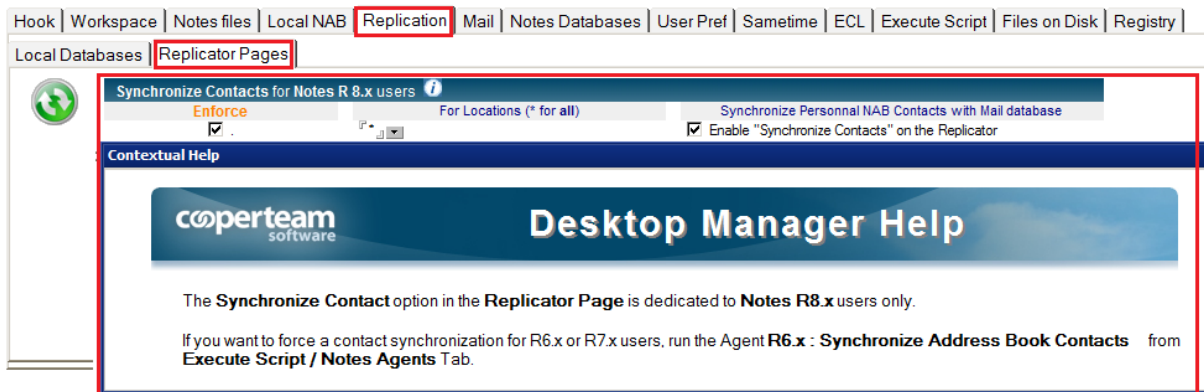 Hook Workspace Notes files Local NAB Replication Mail Notes Databases User Pref Sametime ECL Execute Script Files on Disk Registry
Local Databases Replicator Pages
Synchronize Contacts for Notes R 8.x users i
Enforce For Locations (* for all) Synchronize Personnal NAB Contacts with Mail database
. * Enable "Synchronize Contacts" on the Replicator
Contextual Help
cooperteam
software
Desktop Manager Help
The Synchronize Contact option in the Replicator Page is dedicated to Notes R8.x users only.
If you want to force a contact synchronization for R6.x or R7.x users, run the Agent R6.x : Synchronize Address Book Contacts from
Execute Script / Notes Agents Tab.